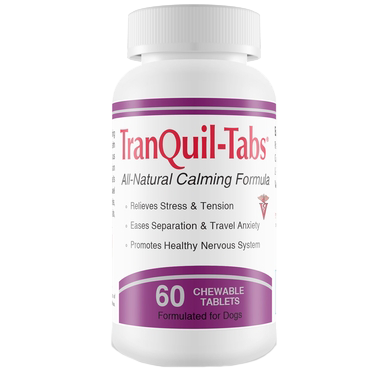 TranQuil-Tabs®
All-Natural Calming Formula
• Relieves Stress & Tension
• Eases Separation & Travel Anxiety
• Promotes Healthy Nervous System
60 CHEWABLE
TABLETS
Formulated for Dogs